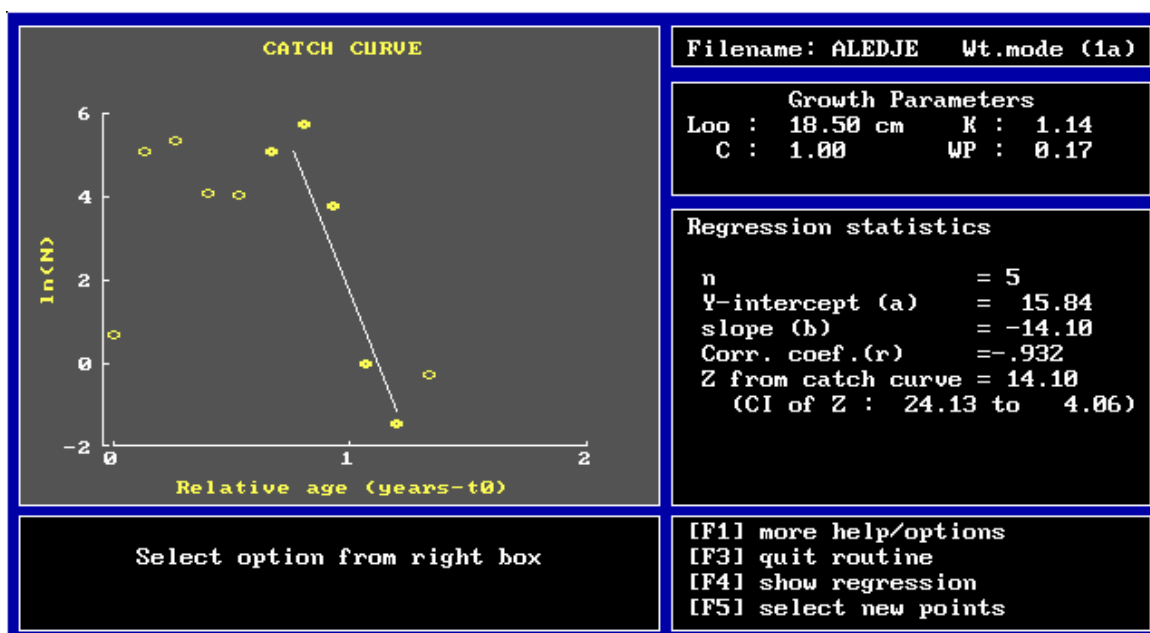 CATCH CURVE
6
4
2
0
-2
ln(N)
0 1 2
Relative age (years-t0)
Filename: ALEDJE Wt.mode (1a)
Growth Parameters
Loo : 18.50 cm K : 1.14
C : 1.00 WP : 0.17
Regression statistics
n = 5
Y-intercept (a) = 15.84
slope (b) = -14.10
Corr. coef.(r) =-.932
Z from catch curve = 14.10
(CI of Z : 24.13 to 4.06)
Select option from right box
[F1] more help/options
[F3] quit routine
[F4] show regression
[F5] select new points